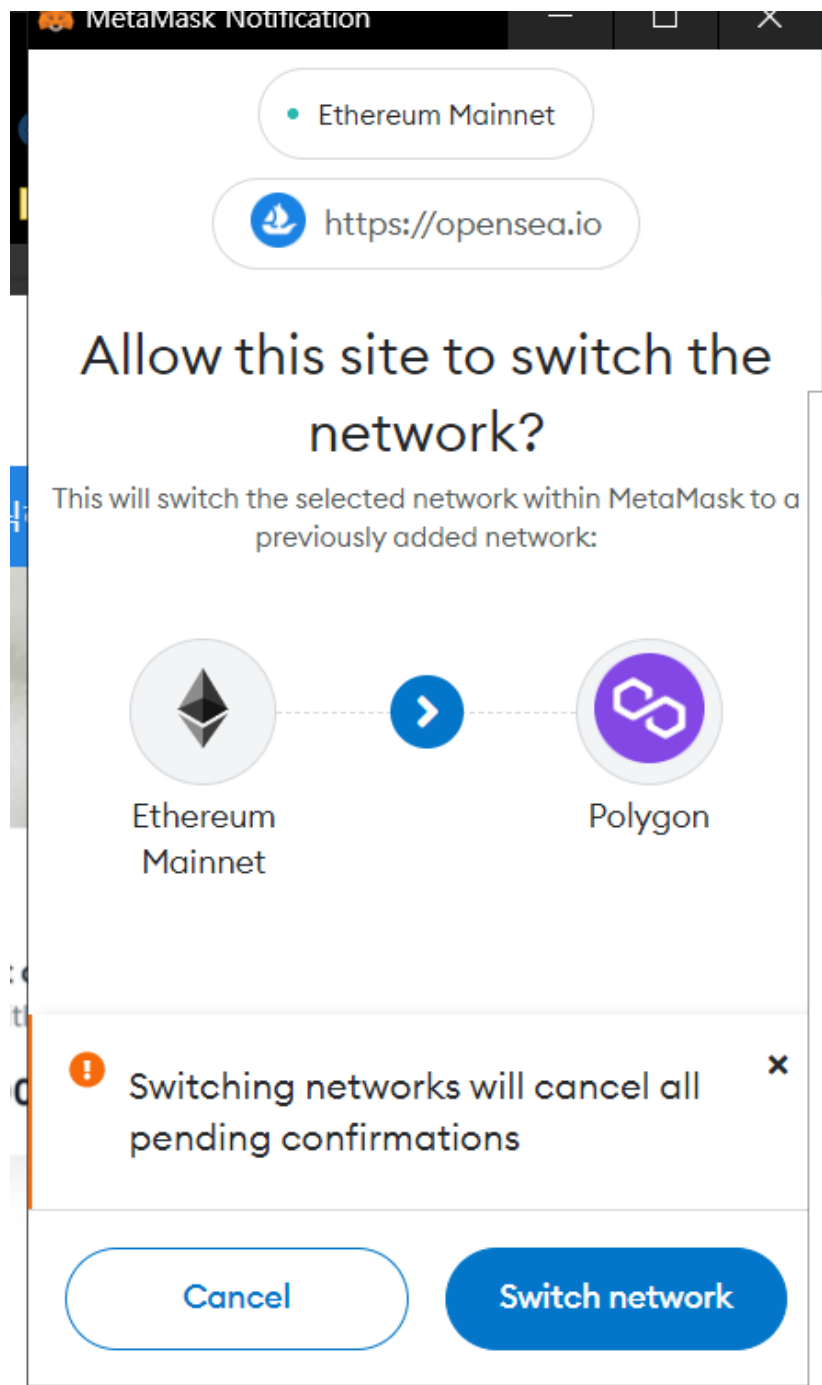 MetaMask Notification
Ethereum Mainnet
https://opensea.io
Allow this site to switch the
network?
This will switch the selected network within MetaMask to a
previously added network:
Ethereum
Mainnet
Polygon
Switching networks will cancel all
pending confirmations
Cancel
Switch network